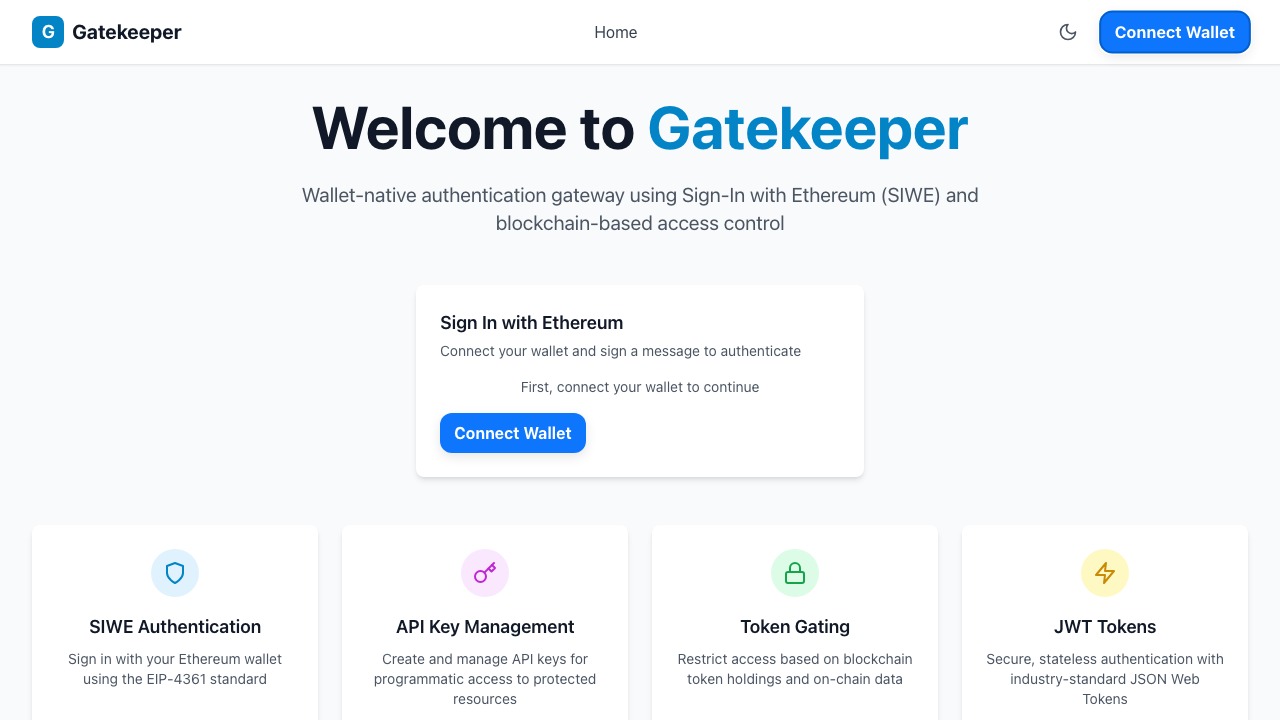 G Gatekeeper
Home
Connect Wallet
Welcome to Gatekeeper
Wallet-native authentication gateway using Sign-In with Ethereum (SIWE) and
blockchain-based access control
Sign In with Ethereum
Connect your wallet and sign a message to authenticate
First, connect your wallet to continue
Connect Wallet
SIWE Authentication
Sign in with your Ethereum wallet
using the EIP-4361 standard
API Key Management
Create and manage API keys for
programmatic access to protected
resources
Token Gating
Restrict access based on blockchain
token holdings and on-chain data
JWT Tokens
Secure, stateless authentication with
industry-standard JSON Web
Tokens